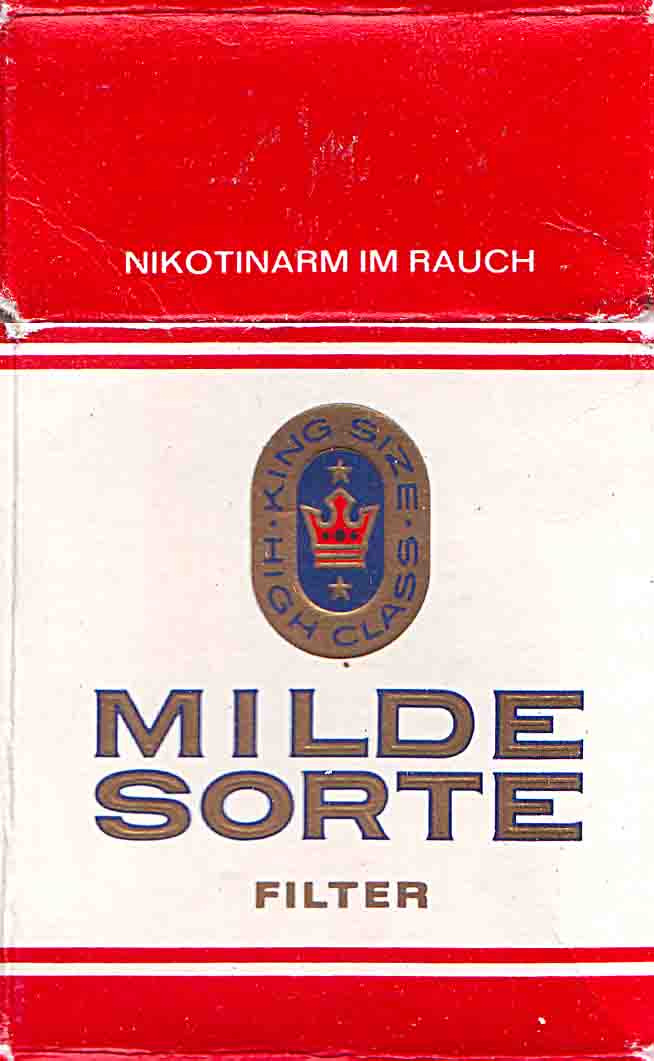 NIKOTINARM IM RAUCH
KING SIZE · HIGH CLASS ·
MILDE
SORTE
FILTER